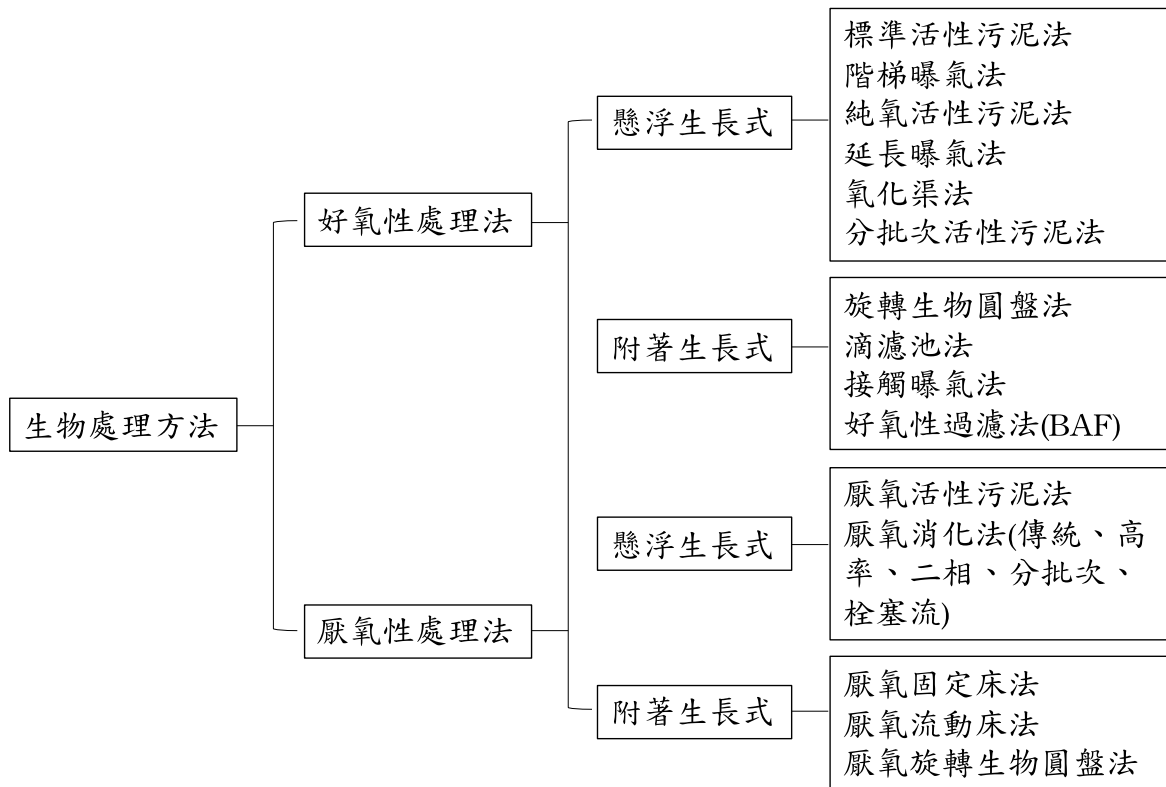 生物處理方法
好氧性處理法
懸浮生長式
標準活性污泥法
階梯曝氣法
純氧活性污泥法
延長曝氣法
氧化渠法
分批次活性污泥法
附著生長式
旋轉生物圓盤法
滴濾池法
接觸曝氣法
好氧性過濾法(BAF)
厭氧性處理法
懸浮生長式
厭氧活性污泥法
厭氧消化法(傳統、高
率、二相、分批次、
栓塞流)
附著生長式
厭氧固定床法
厭氧流動床法
厭氧旋轉生物圓盤法